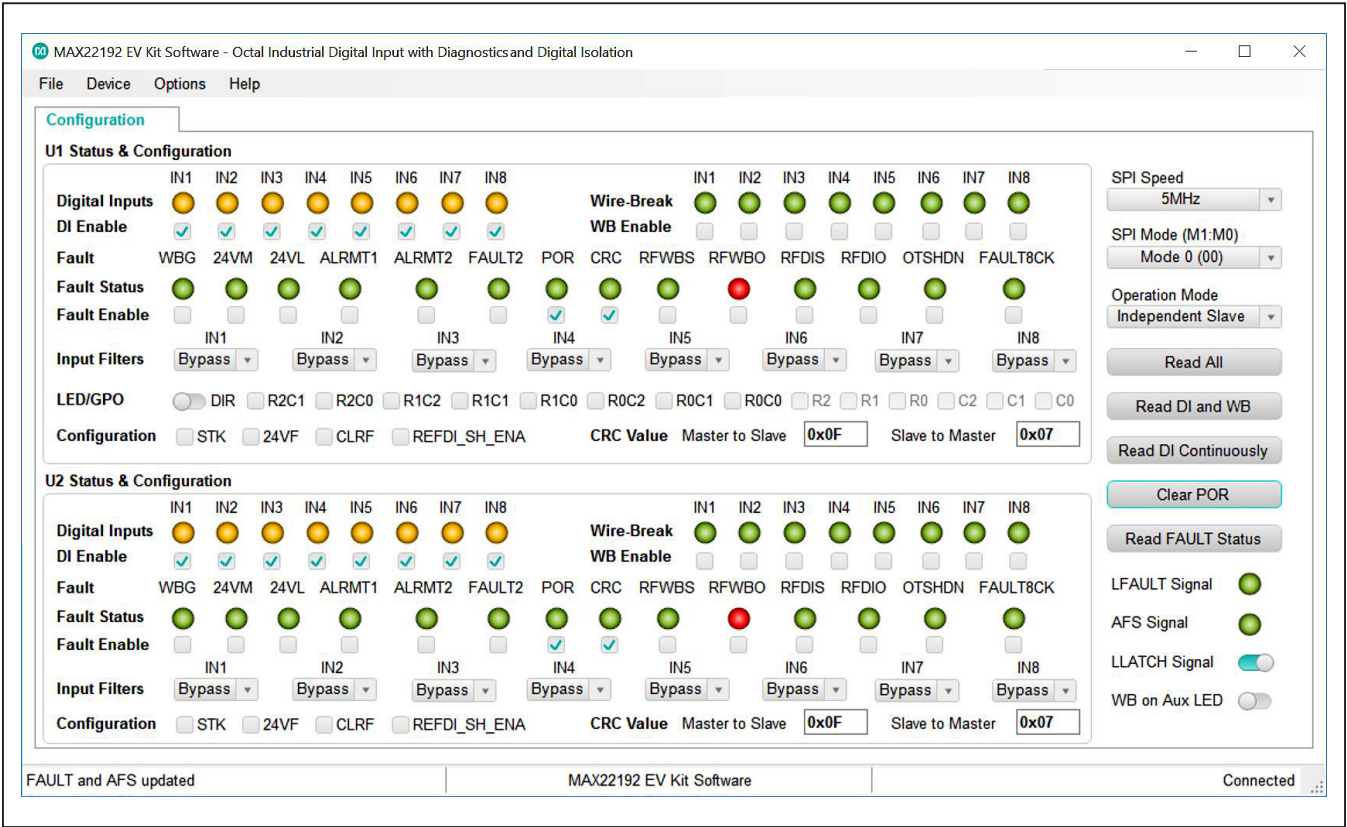 MAX22192 EV Kit Software - Octal Industrial Digital Input with Diagnostics and Digital Isolation
File Device Options Help
Configuration
U1 Status & Configuration
IN1 IN2 IN3 IN4 IN5 IN6 IN7 IN8 IN1 IN2 IN3 IN4 IN5 IN6 IN7 IN8
Digital Inputs Wire-Break
DI Enable WB Enable
Fault WBG 24VM 24VL ALRMT1 ALRMT2 FAULT2 POR CRC RFWBS RFWBO RFDIS RFDIO OTSHDN FAULT8CK
Fault Status
Fault Enable
IN1 IN2 IN3 IN4 IN5 IN6 IN7 IN8
Input Filters Bypass Bypass Bypass Bypass Bypass Bypass Bypass Bypass
LED/GPO DIR R2C1 R2C0 R1C2 R1C1 R1C0 R0C2 R0C1 R0C0 R2 R1 R0 C2 C1 C0
Configuration STK 24VF CLRF REFDI_SH_ENA CRC Value Master to Slave 0x0F Slave to Master 0x07
U2 Status & Configuration
IN1 IN2 IN3 IN4 IN5 IN6 IN7 IN8 IN1 IN2 IN3 IN4 IN5 IN6 IN7 IN8
Digital Inputs Wire-Break
DI Enable WB Enable
Fault WBG 24VM 24VL ALRMT1 ALRMT2 FAULT2 POR CRC RFWBS RFWBO RFDIS RFDIO OTSHDN FAULT8CK
Fault Status
Fault Enable
IN1 IN2 IN3 IN4 IN5 IN6 IN7 IN8
Input Filters Bypass Bypass Bypass Bypass Bypass Bypass Bypass Bypass
Configuration STK 24VF CLRF REFDI_SH_ENA CRC Value Master to Slave 0x0F Slave to Master 0x07
SPI Speed
5MHz
SPI Mode (M1:M0)
Mode 0 (00)
Operation Mode
Independent Slave
Read All
Read DI and WB
Read DI Continuously
Clear POR
Read FAULT Status
LFAULT Signal
AFS Signal
LLATCH Signal
WB on Aux LED
FAULT and AFS updated MAX22192 EV Kit Software Connected